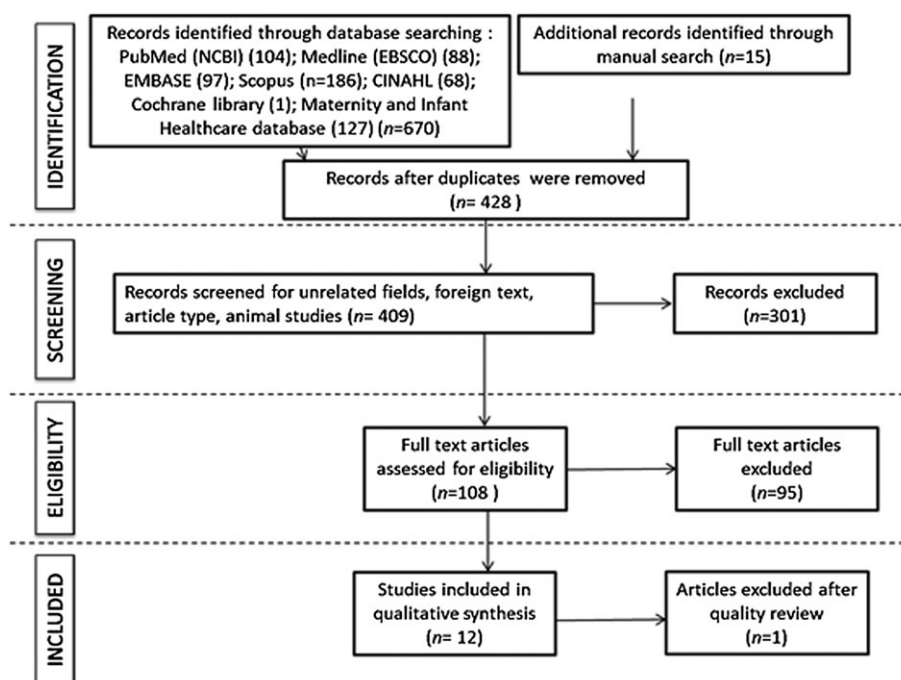 IDENTIFICATION
Records identified through database searching :
PubMed (NCBI) (104); Medline (EBSCO) (88);
EMBASE (97); Scopus (n=186); CINAHL (68);
Cochrane library (1); Maternity and Infant
Healthcare database (127) (n=670)
Additional records identified through
manual search (n=15)
Records after duplicates were removed
(n= 428 )
SCREENING
Records screened for unrelated fields, foreign text,
article type, animal studies (n= 409)
Records excluded
(n=301)
ELIGIBILITY
Full text articles
assessed for eligibility
(n=108 )
Full text articles
excluded
(n=95)
INCLUDED
Studies included in
qualitative synthesis
(n= 12)
Articles excluded after
quality review
(n=1)